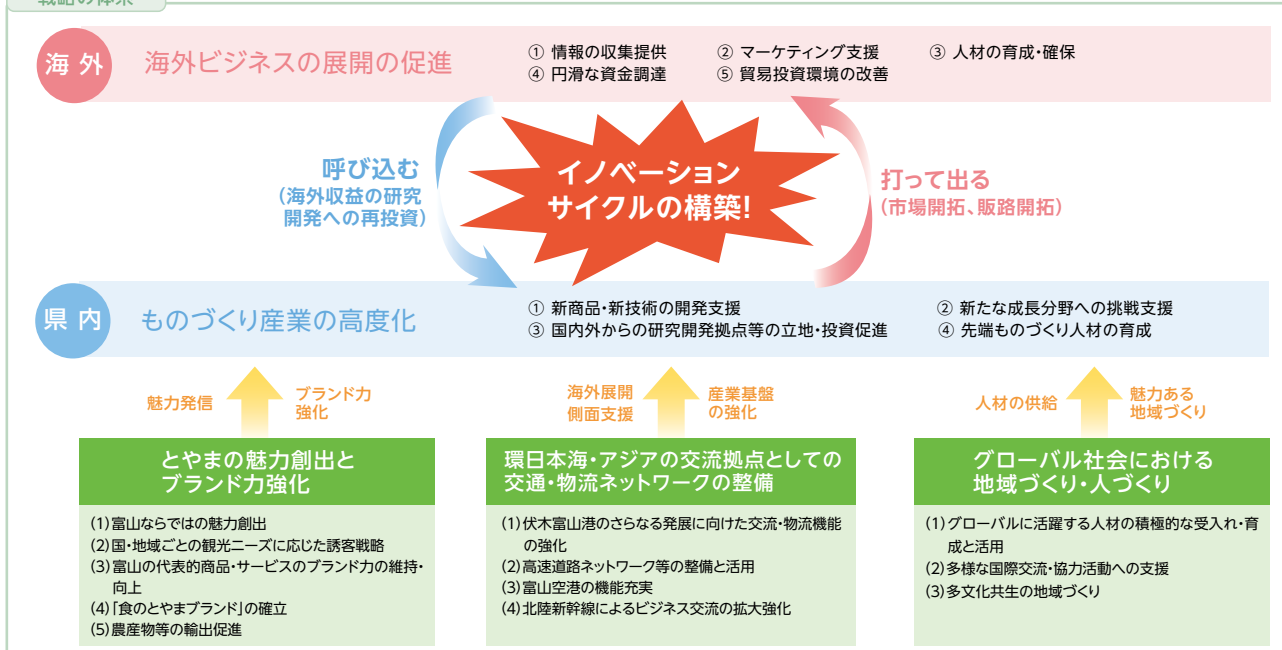 戦略の体系
海外
海外ビジネスの展開の促進
① 情報の収集提供 ② マーケティング支援 ③ 人材の育成・確保
④ 円滑な資金調達 ⑤ 貿易投資環境の改善
呼び込む
(海外収益の研究
開発への再投資)
イノベーション
サイクルの構築!
打って出る
(市場開拓、販路開拓)
県内
ものづくり産業の高度化
① 新商品・新技術の開発支援 ② 新たな成長分野への挑戦支援
③ 国内外からの研究開発拠点等の立地・投資促進 ④ 先端ものづくり人材の育成
魅力発信
ブランド力
強化
海外展開
側面支援
産業基盤
の強化
人材の供給
魅力ある
地域づくり
とやまの魅力創出と
ブランド力強化
(1)富山ならではの魅力創出
(2)国・地域ごとの観光ニーズに応じた誘客戦略
(3)富山の代表的商品・サービスのブランド力の維持・
向上
(4)「食のとやまブランド」の確立
(5)農産物等の輸出促進
環日本海・アジアの交流拠点としての
交通・物流ネットワークの整備
(1)伏木富山港のさらなる発展に向けた交流・物流機能
の強化
(2)高速道路ネットワーク等の整備と活用
(3)富山空港の機能充実
(4)北陸新幹線によるビジネス交流の拡大強化
グローバル社会における
地域づくり・人づくり
(1)グローバルに活躍する人材の積極的な受入れ・育
成と活用
(2)多様な国際交流・協力活動への支援
(3)多文化共生の地域づくり